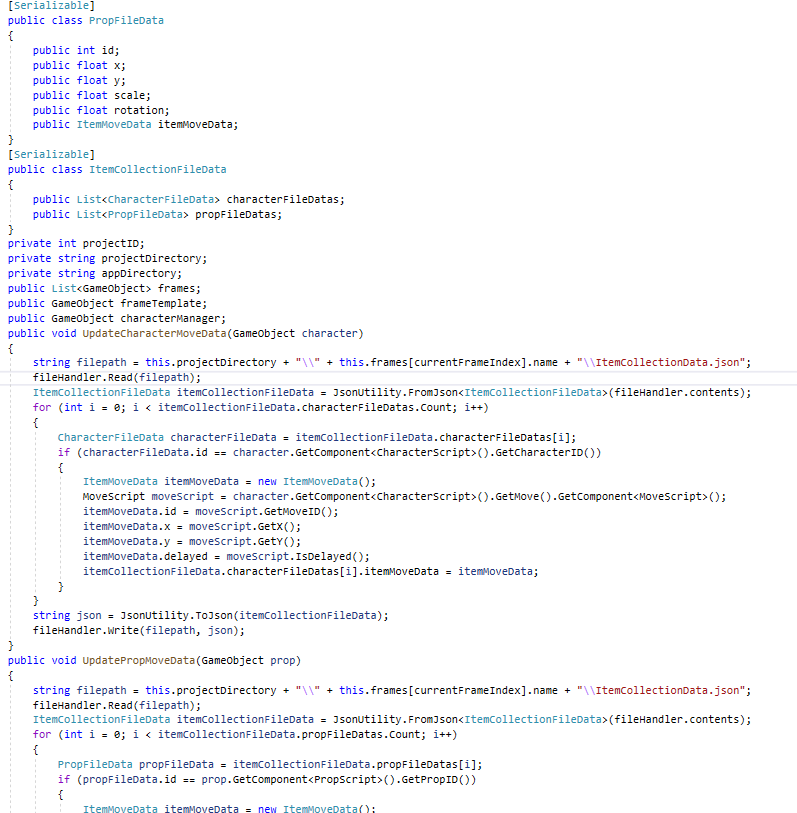 [Serializable]
public class PropFileData
{
public int id;
public float x;
public float y;
public float scale;
public float rotation;
public ItemMoveData itemMoveData;
}
[Serializable]
public class ItemCollectionFileData
{
public List<CharacterFileData> characterFileDatas;
public List<PropFileData> propFileDatas;
}
private int projectID;
private string projectDirectory;
private string appDirectory;
public List<GameObject> frames;
public GameObject frameTemplate;
public GameObject characterManager;
public void UpdateCharacterMoveData(GameObject character)
{
string filepath = this.projectDirectory + "\\" + this.frames[currentFrameIndex].name + "\\ItemCollectionData.json";
fileHandler.Read(filepath);
ItemCollectionFileData itemCollectionFileData = JsonUtility.FromJson<ItemCollectionFileData>(fileHandler.contents);
for (int i = 0; i < itemCollectionFileData.characterFileDatas.Count; i++)
{
CharacterFileData characterFileData = itemCollectionFileData.characterFileDatas[i];
if (characterFileData.id == character.GetComponent<CharacterScript>().GetCharacterID())
{
ItemMoveData itemMoveData = new ItemMoveData();
MoveScript moveScript = character.GetComponent<CharacterScript>().GetMove().GetComponent<MoveScript>();
itemMoveData.id = moveScript.GetMoveID();
itemMoveData.x = moveScript.GetX();
itemMoveData.y = moveScript.GetY();
itemMoveData.delayed = moveScript.IsDelayed();
itemCollectionFileData.characterFileDatas[i].itemMoveData = itemMoveData;
}
}
string json = JsonUtility.ToJson(itemCollectionFileData);
fileHandler.Write(filepath, json);
}
public void UpdatePropMoveData(GameObject prop)
{
string filepath = this.projectDirectory + "\\" + this.frames[currentFrameIndex].name + "\\ItemCollectionData.json";
fileHandler.Read(filepath);
ItemCollectionFileData itemCollectionFileData = JsonUtility.FromJson<ItemCollectionFileData>(fileHandler.contents);
for (int i = 0; i < itemCollectionFileData.propFileDatas.Count; i++)
{
PropFileData propFileData = itemCollectionFileData.propFileDatas[i];
if (propFileData.id == prop.GetComponent<PropScript>().GetPropID())
{
ItemMoveData itemMoveData = new ItemMoveData();